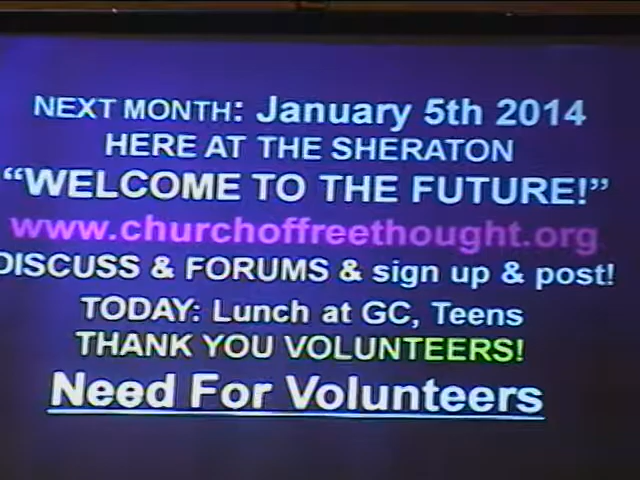 NEXT MONTH: January 5th 2014
HERE AT THE SHERATON
“WELCOME TO THE FUTURE!”
www.churchoffreethought.org
DISCUSS & FORUMS & sign up & post!
TODAY: Lunch at GC, Teens
THANK YOU VOLUNTEERS!
Need For Volunteers